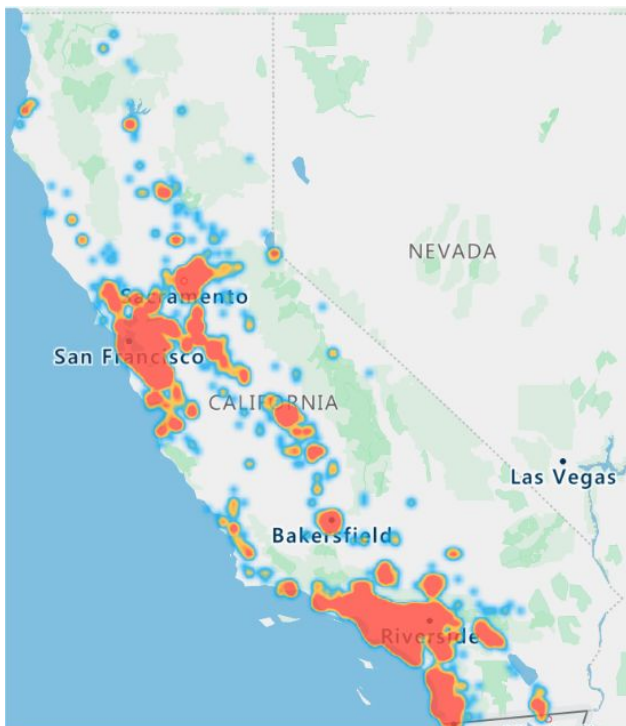 NEVADA
Sacramento
San Francisco
CALIFORNIA
Las Vegas
Bakersfield
Riverside